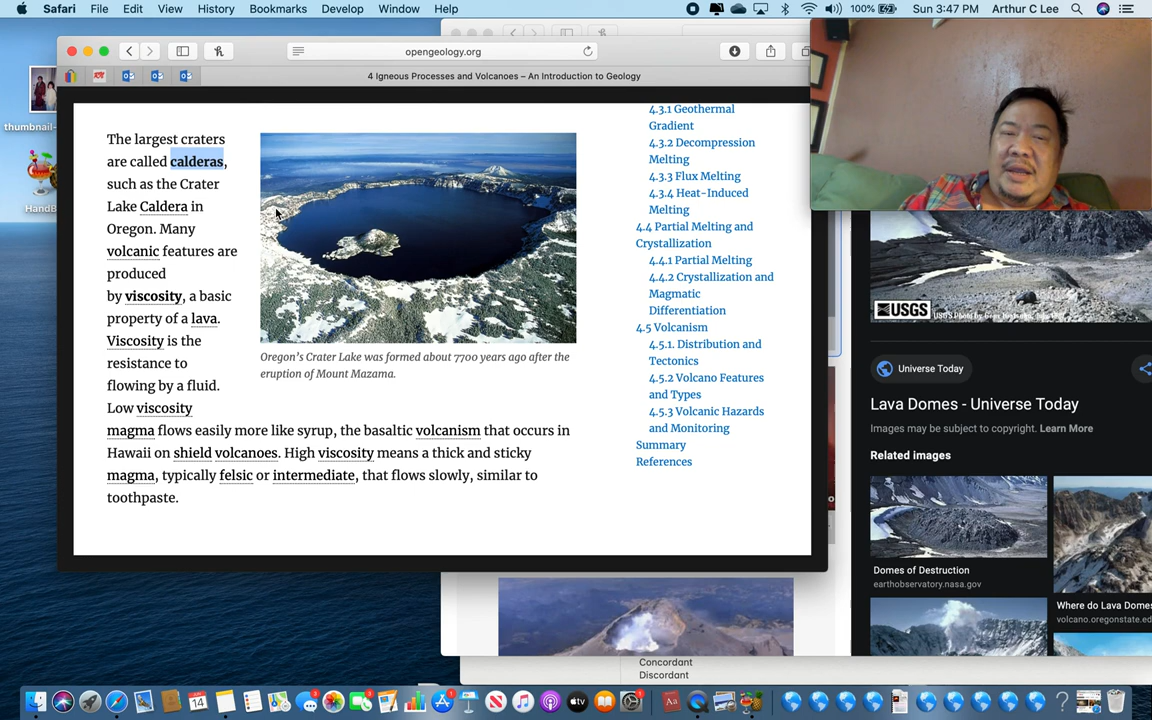 Safari File Edit View History Bookmarks Develop Window Help
100% Sun 3:47 PM Arthur C Lee
opengeology.org
4 Igneous Processes and Volcanoes – An Introduction to Geology
thumbnail-
HandB
The largest craters
are called calderas,
such as the Crater
Lake Caldera in
Oregon. Many
volcanic features are
produced
by viscosity, a basic
property of a lava.
Viscosity is the
resistance to
flowing by a fluid.
Low viscosity
magma flows easily more like syrup, the basaltic volcanism that occurs in
Hawaii on shield volcanoes. High viscosity means a thick and sticky
magma, typically felsic or intermediate, that flows slowly, similar to
toothpaste.
Oregon's Crater Lake was formed about 7700 years ago after the
eruption of Mount Mazama.
4.3.1 Geothermal
Gradient
4.3.2 Decompression
Melting
4.3.3 Flux Melting
4.3.4 Heat-Induced
Melting
4.4 Partial Melting and
Crystallization
4.4.1 Partial Melting
4.4.2 Crystallization and
Magmatic
Differentiation
4.5 Volcanism
4.5.1. Distribution and
Tectonics
4.5.2 Volcano Features
and Types
4.5.3 Volcanic Hazards
and Monitoring
Summary
References
USGS
Universe Today
Lava Domes - Universe Today
Images may be subject to copyright. Learn More
Related images
Domes of Destruction
earthobservatory.nasa.gov
Where do Lava Domes
volcano.oregonstate.ed
Concordant
Discordant